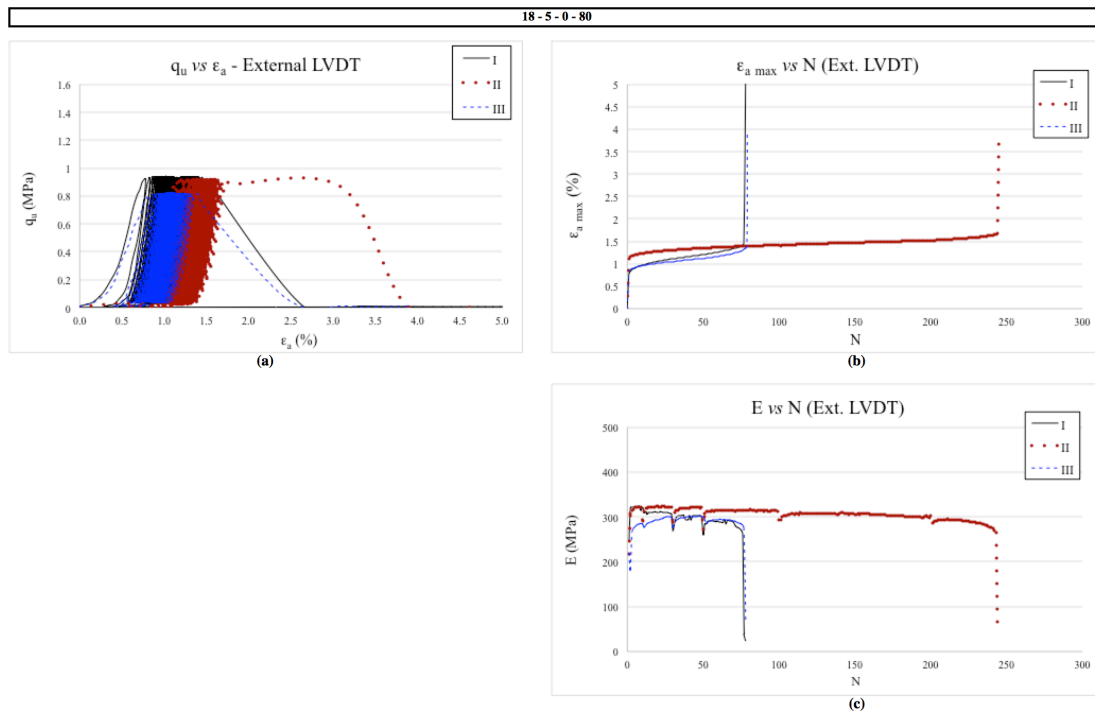 18 - 5 - 0 - 80
qu vs εa - External LVDT
I
II
III
1.6
1.4
1.2
1
0.8
0.6
0.4
0.2
0
qu (MPa)
0.0 0.5 1.0 1.5 2.0 2.5 3.0 3.5 4.0 4.5 5.0
εa (%)
(a)
εa max vs N (Ext. LVDT)
I
II
III
5
4.5
4
3.5
3
2.5
2
1.5
1
0.5
0
εa max (%)
0 50 100 150 200 250 300
N
(b)
E vs N (Ext. LVDT)
I
II
III
500
400
300
200
100
0
E (MPa)
0 50 100 150 200 250 300
N
(c)